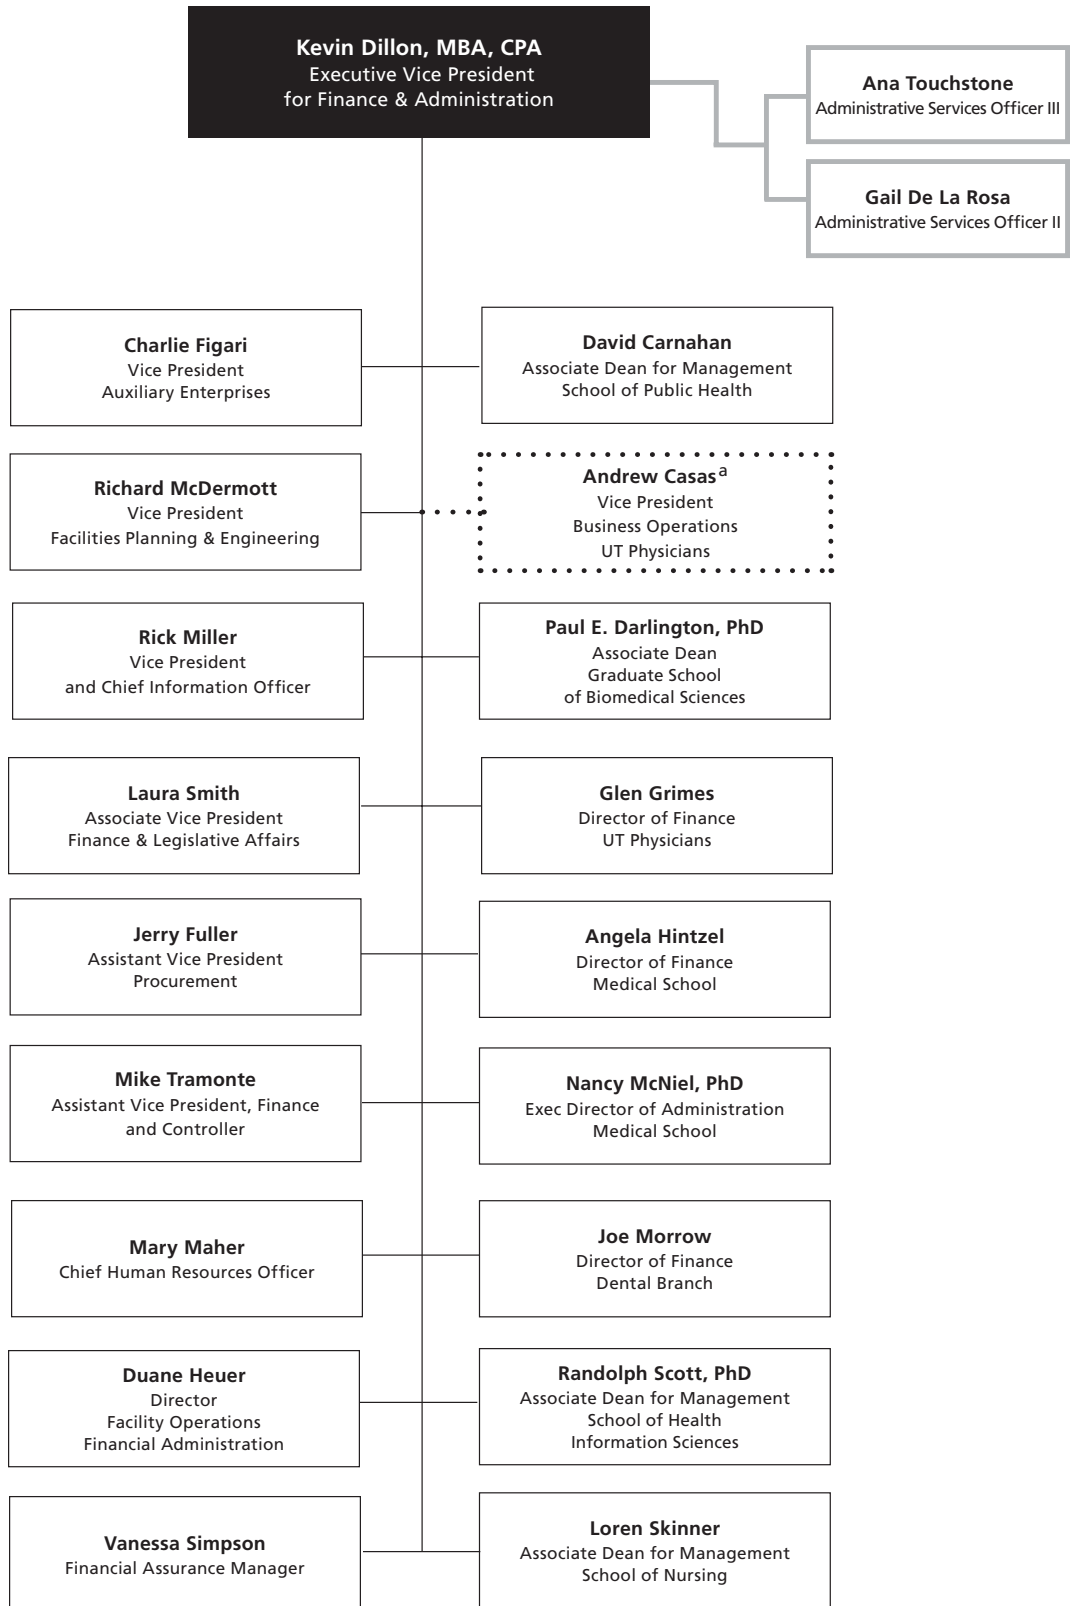 Kevin Dillon, MBA, CPA
Executive Vice President
for Finance & Administration
Ana Touchstone
Administrative Services Officer III
Gail De La Rosa
Administrative Services Officer II
Charlie Figari
Vice President
Auxiliary Enterprises
David Carnahan
Associate Dean for Management
School of Public Health
Richard McDermott
Vice President
Facilities Planning & Engineering
Andrew Casas a
Vice President
Business Operations
UT Physicians
Rick Miller
Vice President
and Chief Information Officer
Paul E. Darlington, PhD
Associate Dean
Graduate School
of Biomedical Sciences
Laura Smith
Associate Vice President
Finance & Legislative Affairs
Glen Grimes
Director of Finance
UT Physicians
Jerry Fuller
Assistant Vice President
Procurement
Angela Hintzel
Director of Finance
Medical School
Mike Tramonte
Assistant Vice President, Finance
and Controller
Nancy McNiel, PhD
Exec Director of Administration
Medical School
Mary Maher
Chief Human Resources Officer
Joe Morrow
Director of Finance
Dental Branch
Duane Heuer
Director
Facility Operations
Financial Administration
Randolph Scott, PhD
Associate Dean for Management
School of Health
Information Sciences
Vanessa Simpson
Financial Assurance Manager
Loren Skinner
Associate Dean for Management
School of Nursing